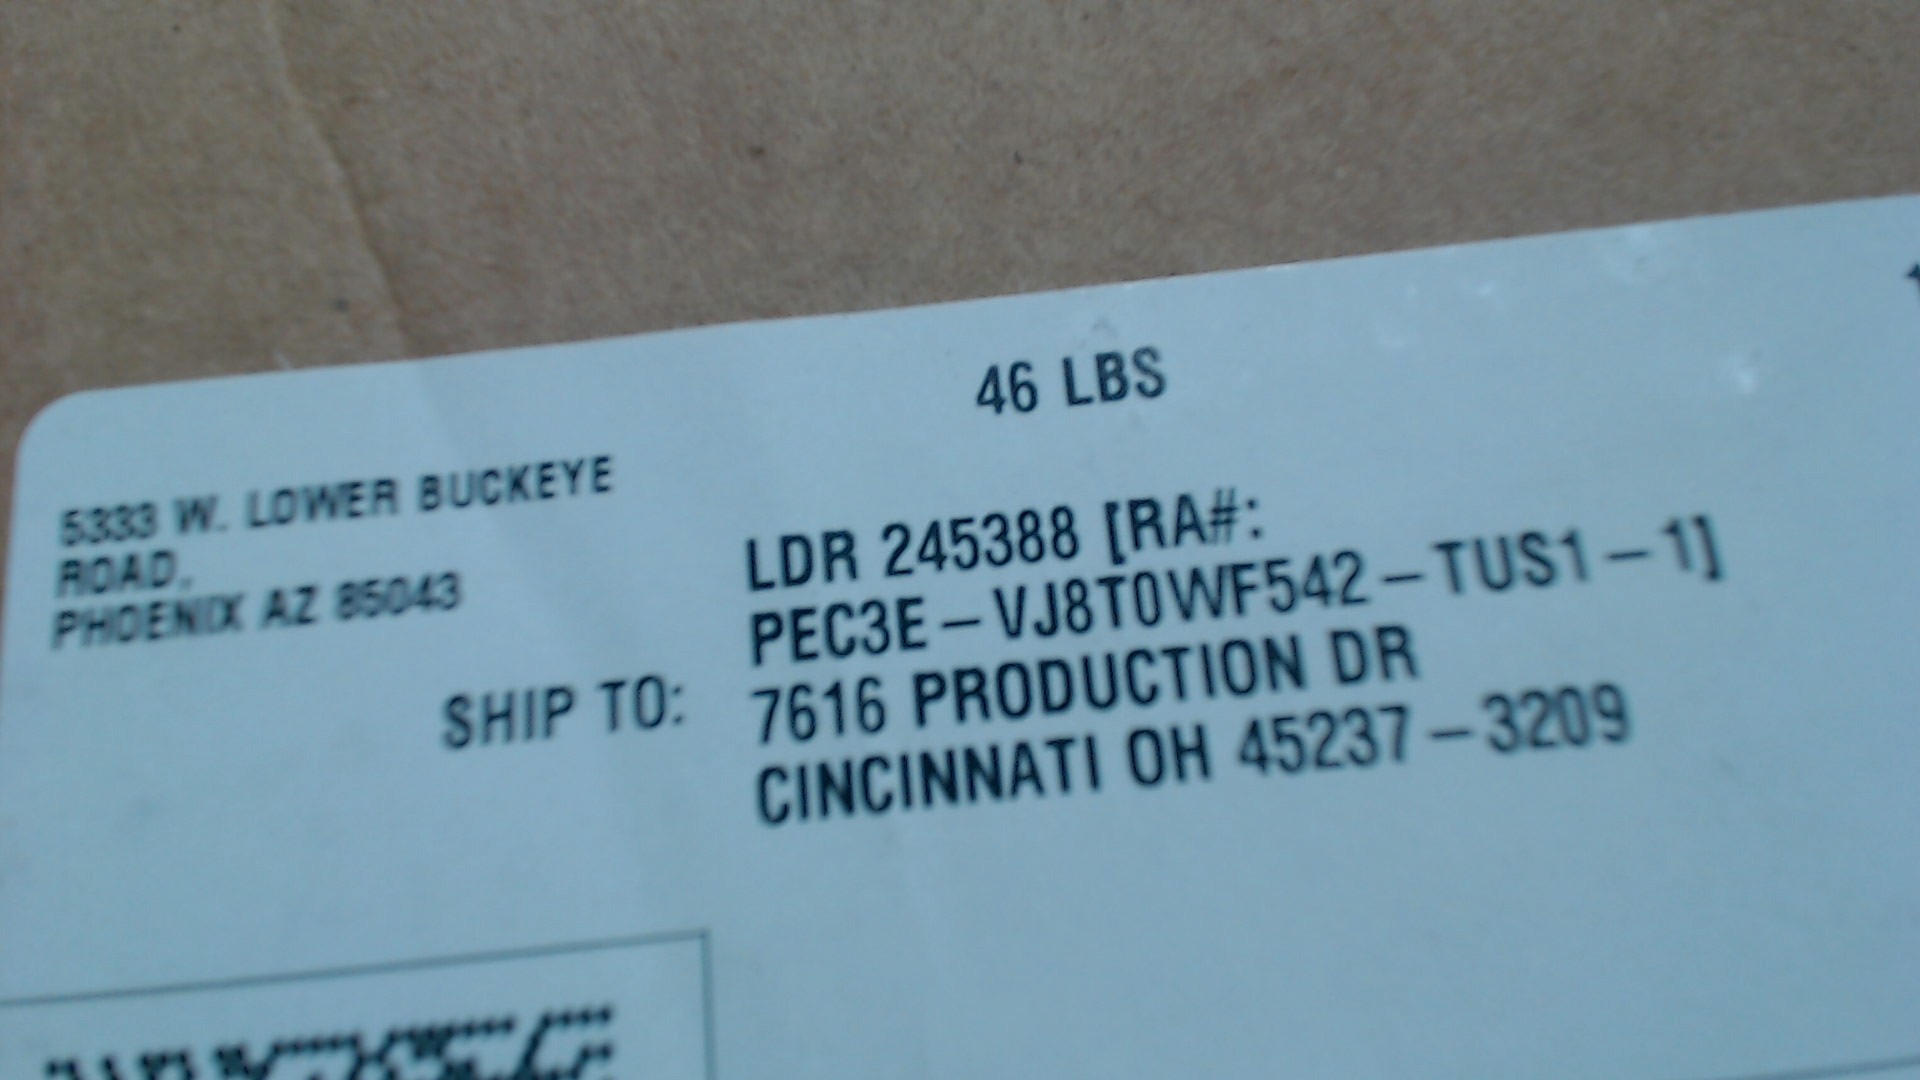 46 LBS
5333 W. LOWER BUCKEYE
ROAD,
PHOENIX AZ 85043
SHIP TO:
LDR 245388 [RA#:
PEC3E-VJ8T0WF542-TUS1-1]
7616 PRODUCTION DR
CINCINNATI OH 45237-3209